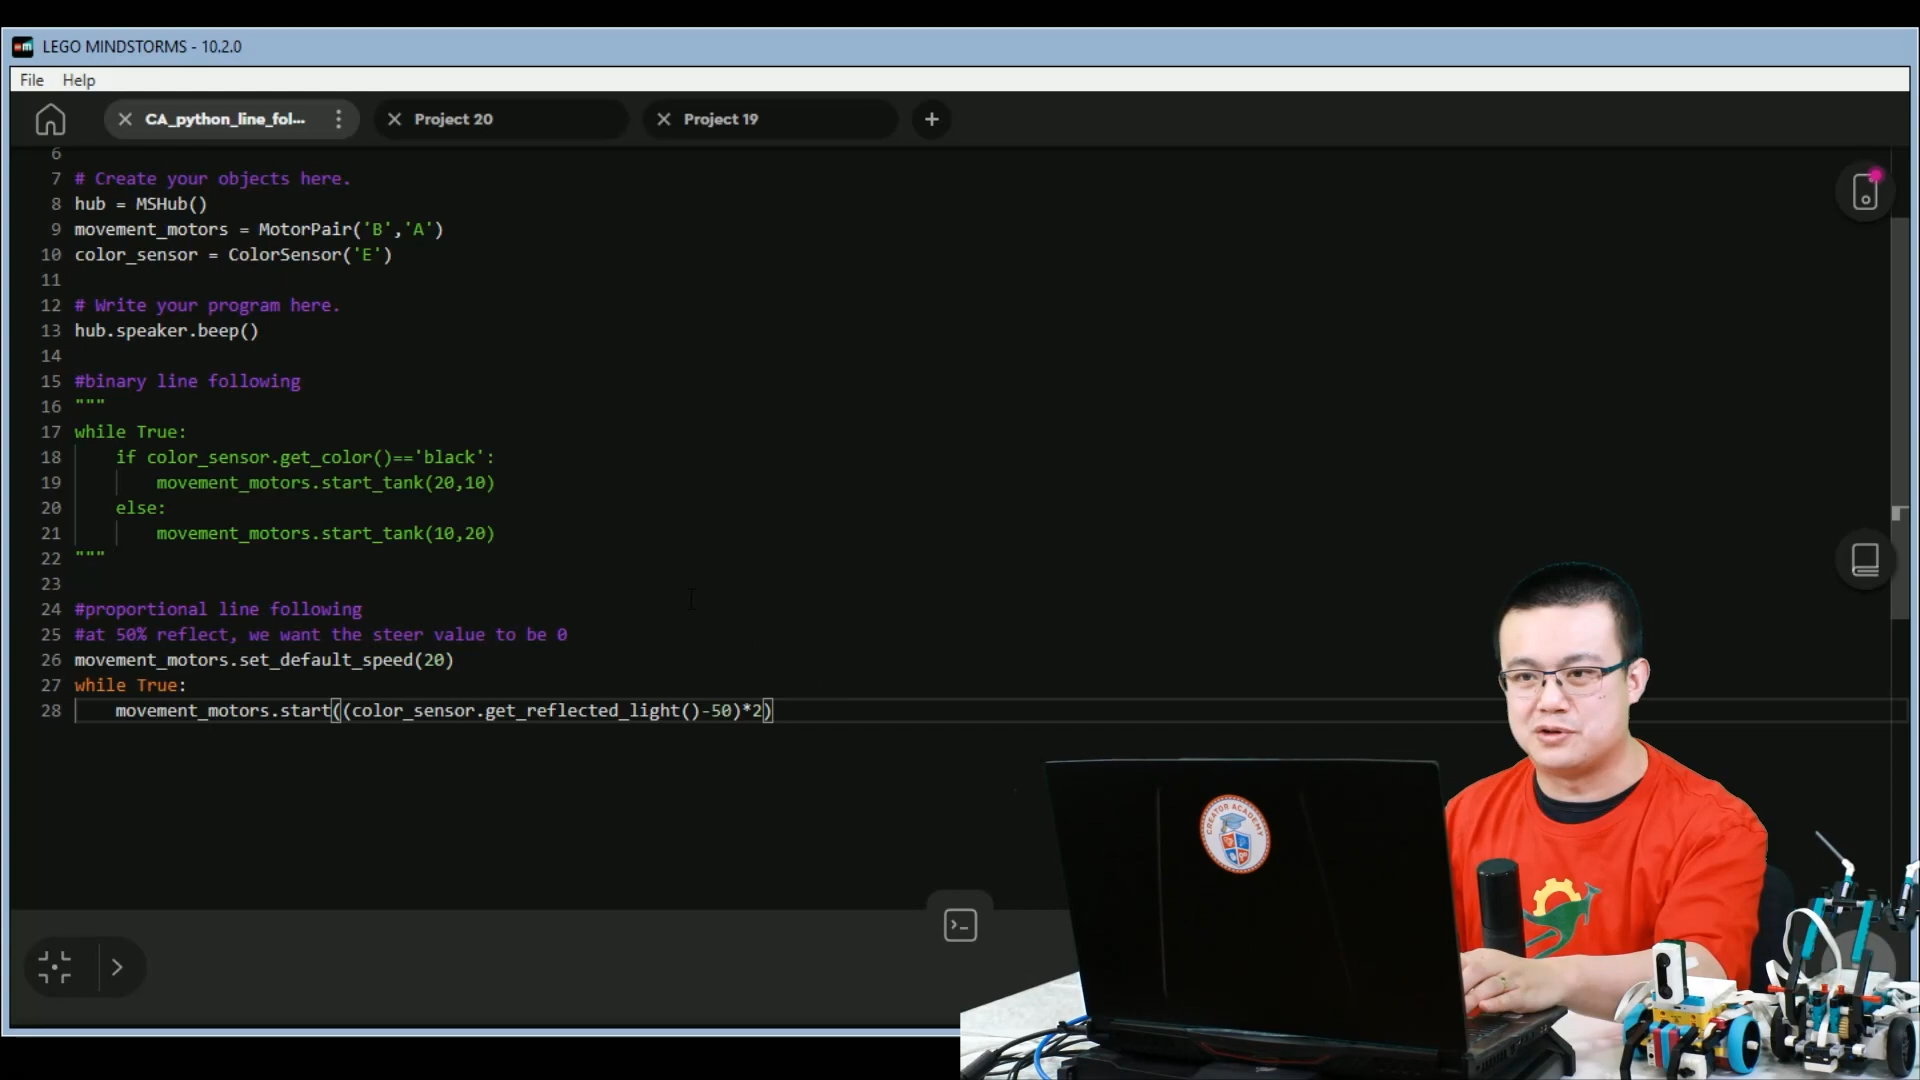 LEGO MINDSTORMS - 10.2.0
File Help
CA_python_line_fol... Project 20 Project 19
6
7 # Create your objects here.
8 hub = MSHub()
9 movement_motors = MotorPair('B','A')
10 color_sensor = ColorSensor('E')
11
12 # Write your program here.
13 hub.speaker.beep()
14
15 #binary line following
16 """
17 while True:
18 if color_sensor.get_color()=='black':
19 movement_motors.start_tank(20,10)
20 else:
21 movement_motors.start_tank(10,20)
22 """
23
24 #proportional line following
25 #at 50% reflect, we want the steer value to be 0
26 movement_motors.set_default_speed(20)
27 while True:
28 movement_motors.start((color_sensor.get_reflected_light()-50)*2)
CREATOR ACADEMY